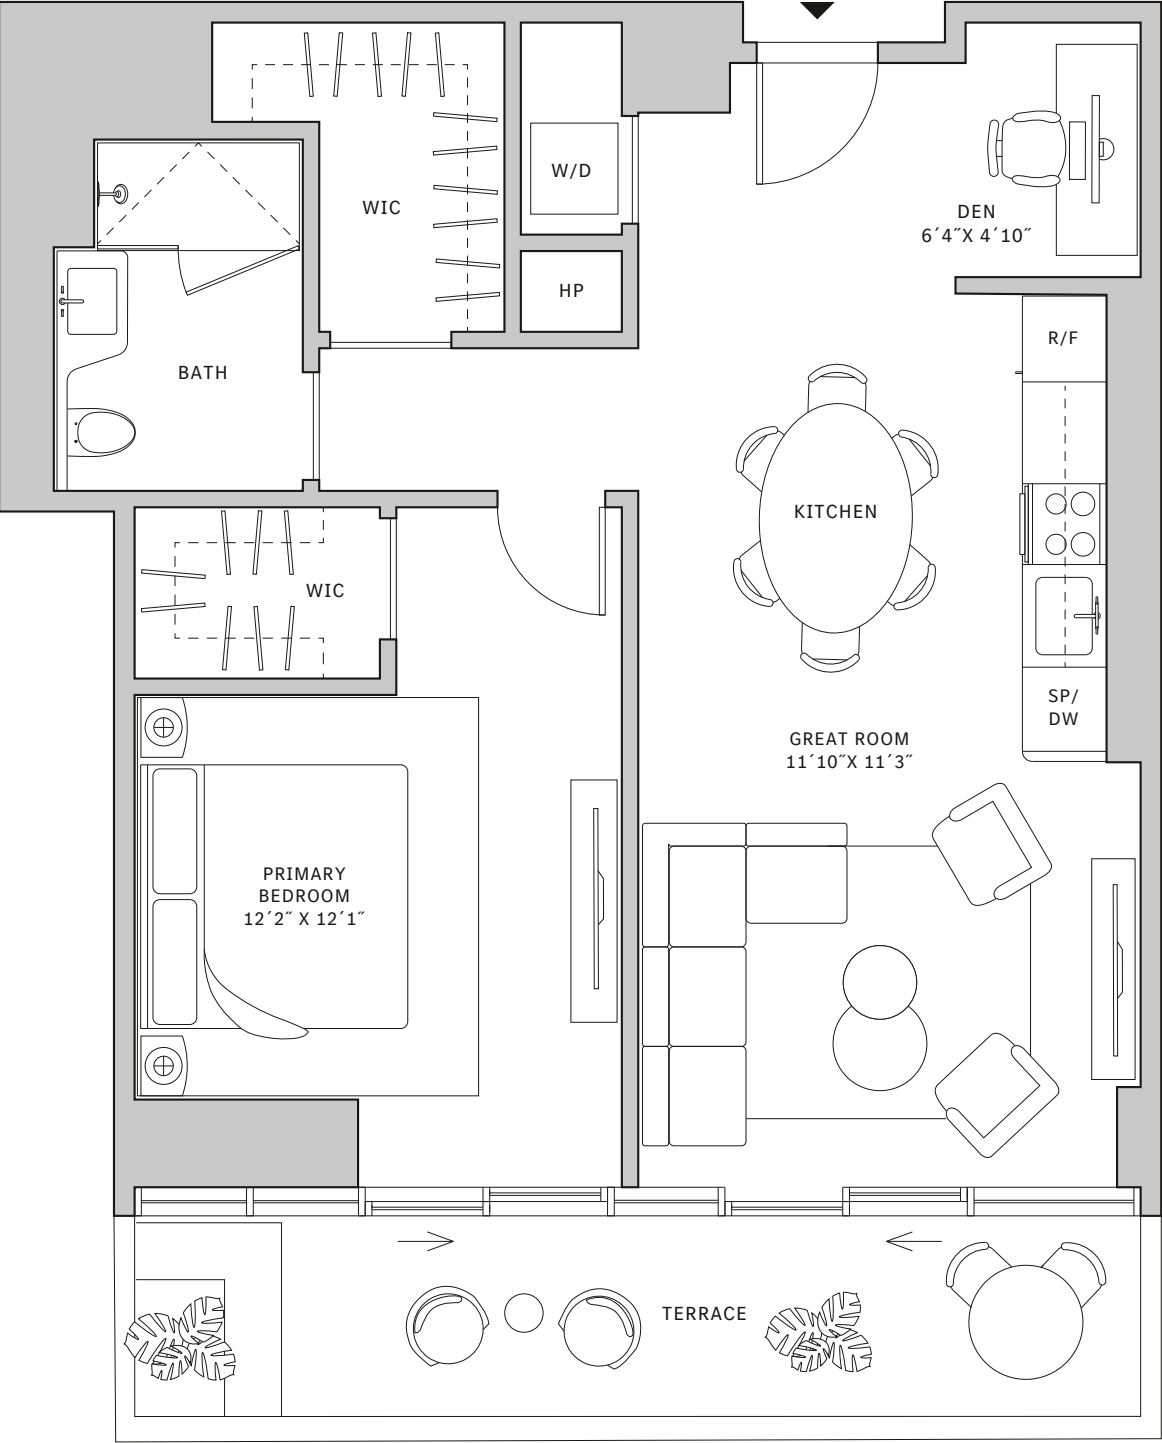 W/D
WIC
DEN
6´4˝X 4´10˝
HP
R/F
BATH
KITCHEN
WIC
SP/
DW
GREAT ROOM
11´10˝X 11´3˝
PRIMARY
BEDROOM
12´2˝ X 12´1˝
TERRACE